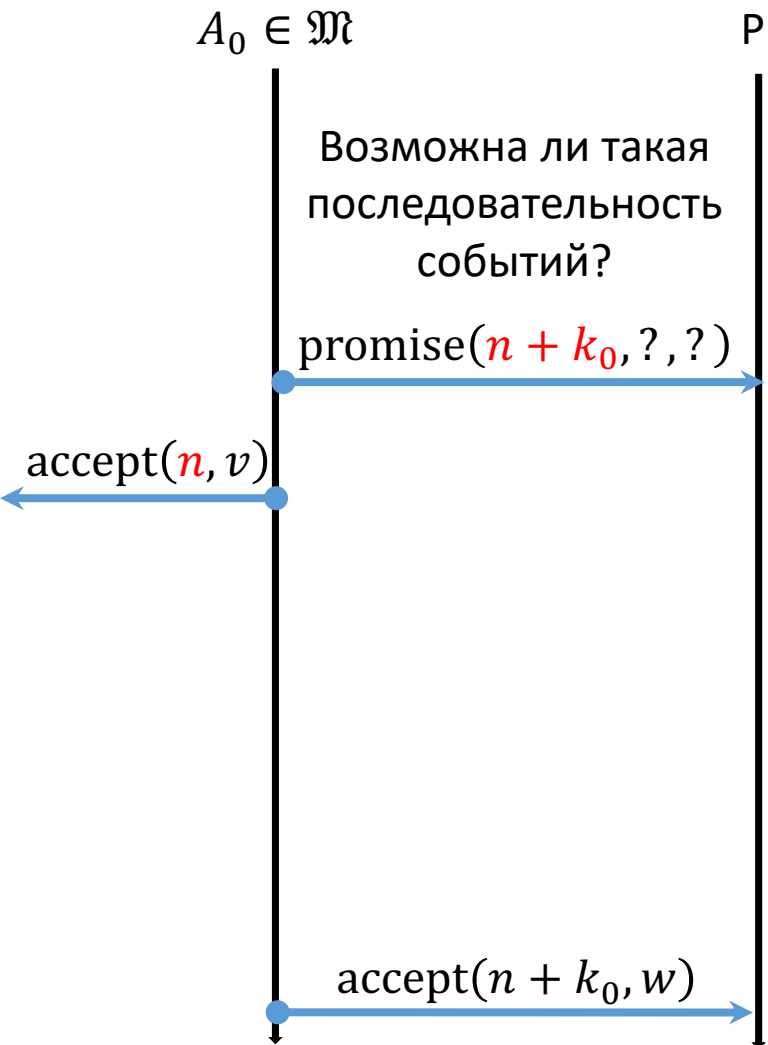 A₀ ∈ 𝔐
P
Возможна ли такая
последовательность
событий?
promise(n + k₀, ?, ?)
accept(n, v)
accept(n + k₀, w)